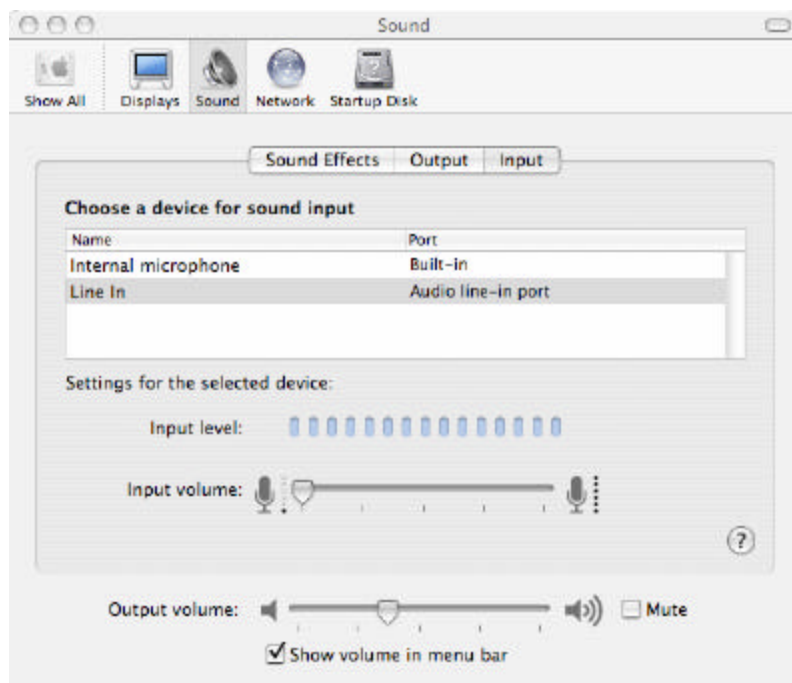 Sound
Show All Displays Sound Network Startup Disk
Sound Effects Output Input
Choose a device for sound input
Name Port
Internal microphone Built-in
Line In Audio line-in port
Settings for the selected device:
Input level:
Input volume:
?
Output volume: Mute
Show volume in menu bar